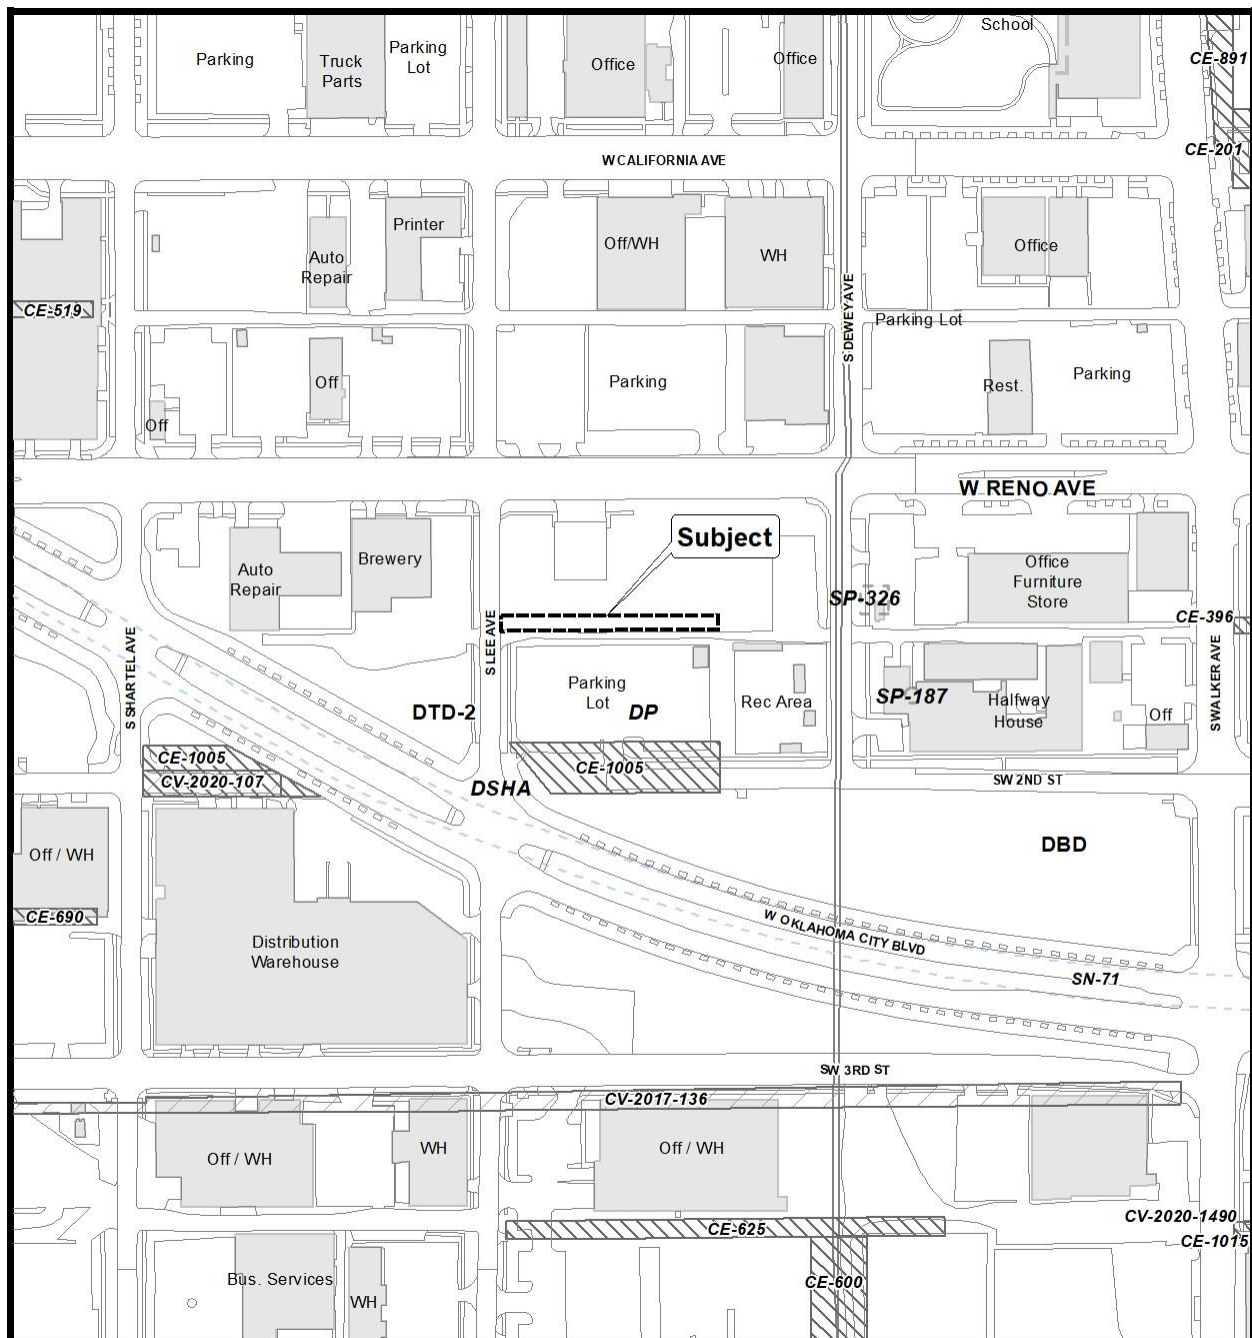 School
Parking
Truck
Parts
Parking
Lot
Office
Office
CE-891
CE-201
W CALIFORNIA AVE
Printer
Auto
Repair
Off/WH
WH
Office
CE-519
S DEWEY AVE
Parking Lot
Off
Off
Parking
Rest.
Parking
W RENO AVE
Subject
Auto
Repair
Brewery
Office
Furniture
Store
SP-326
CE-396
S SHARTEL AVE
S LEE AVE
S WALKER AVE
Parking
Lot
DP
Rec Area
SP-187
Halfway
House
Off
DTD-2
CE-1005
CV-2020-107
CE-1005
DSHA
SW 2ND ST
DBD
Off / WH
CE-690
Distribution
Warehouse
W OKLAHOMA CITY BLVD
SN-71
SW 3RD ST
CV-2017-136
Off / WH
WH
Off / WH
CV-2020-1490
CE-1015
CE-625
Bus. Services
WH
CE-600